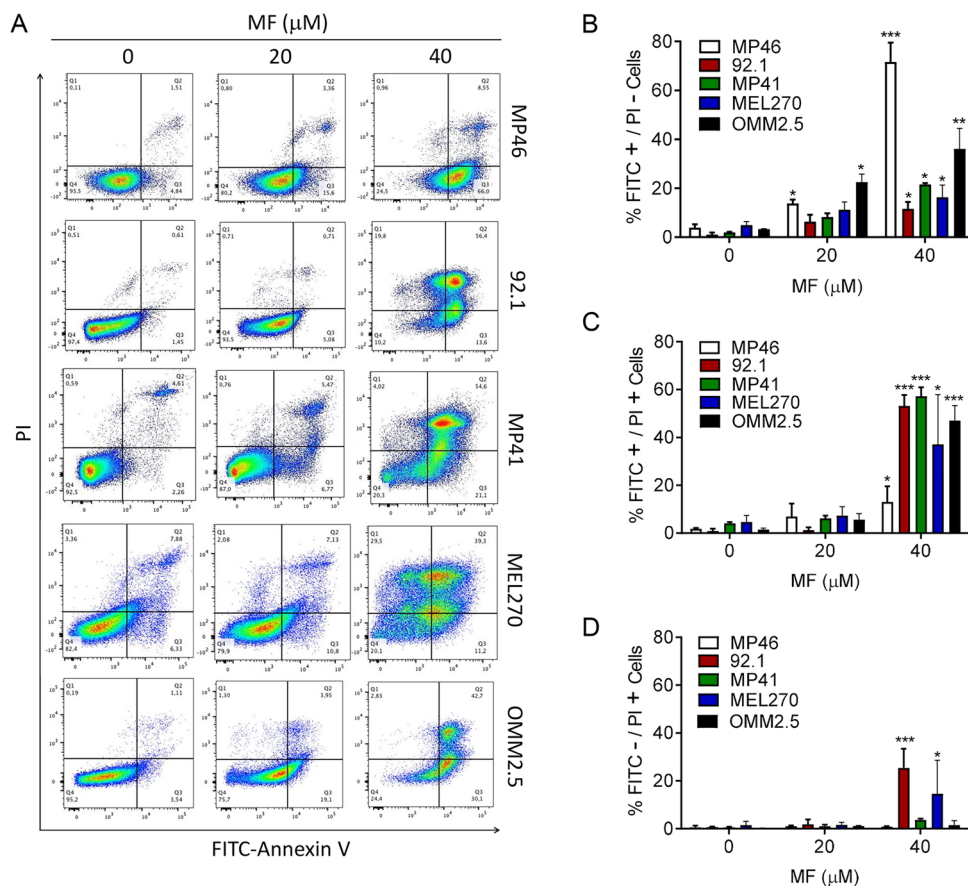 A
MF (μM)
0 20 40
Q1 0,11 Q2 1,51 Q4 93,5 Q3 4,84
Q1 0,80 Q2 3,36 Q4 80,2 Q3 15,6
Q1 0,96 Q2 8,55 Q4 24,5 Q3 66,0
MP46
Q1 0,51 Q2 0,61 Q4 97,4 Q3 1,45
Q1 0,71 Q2 0,71 Q4 93,5 Q3 5,08
Q1 19,8 Q2 56,4 Q4 10,2 Q3 13,6
92.1
Q1 0,59 Q2 4,61 Q4 92,5 Q3 2,26
Q1 0,76 Q2 5,47 Q4 87,0 Q3 6,77
Q1 4,02 Q2 54,6 Q4 20,3 Q3 21,1
MP41
Q1 3,36 Q2 7,88 Q4 82,4 Q3 6,33
Q1 2,08 Q2 7,13 Q4 79,9 Q3 10,8
Q1 29,5 Q2 39,3 Q4 20,1 Q3 11,2
MEL270
Q1 0,19 Q2 1,11 Q4 95,2 Q3 3,54
Q1 1,30 Q2 3,95 Q4 75,7 Q3 19,1
Q1 2,83 Q2 42,7 Q4 24,4 Q3 30,1
OMM2.5
PI
FITC-Annexin V
B
% FITC + / PI - Cells
80
60
40
20
0
MP46
92.1
MP41
MEL270
OMM2.5
* * *** * * * **
0 20 40
MF (μM)
C
% FITC + / PI + Cells
80
60
40
20
0
MP46
92.1
MP41
MEL270
OMM2.5
* *** *** * ***
0 20 40
MF (μM)
D
% FITC - / PI + Cells
80
60
40
20
0
MP46
92.1
MP41
MEL270
OMM2.5
*** *
0 20 40
MF (μM)